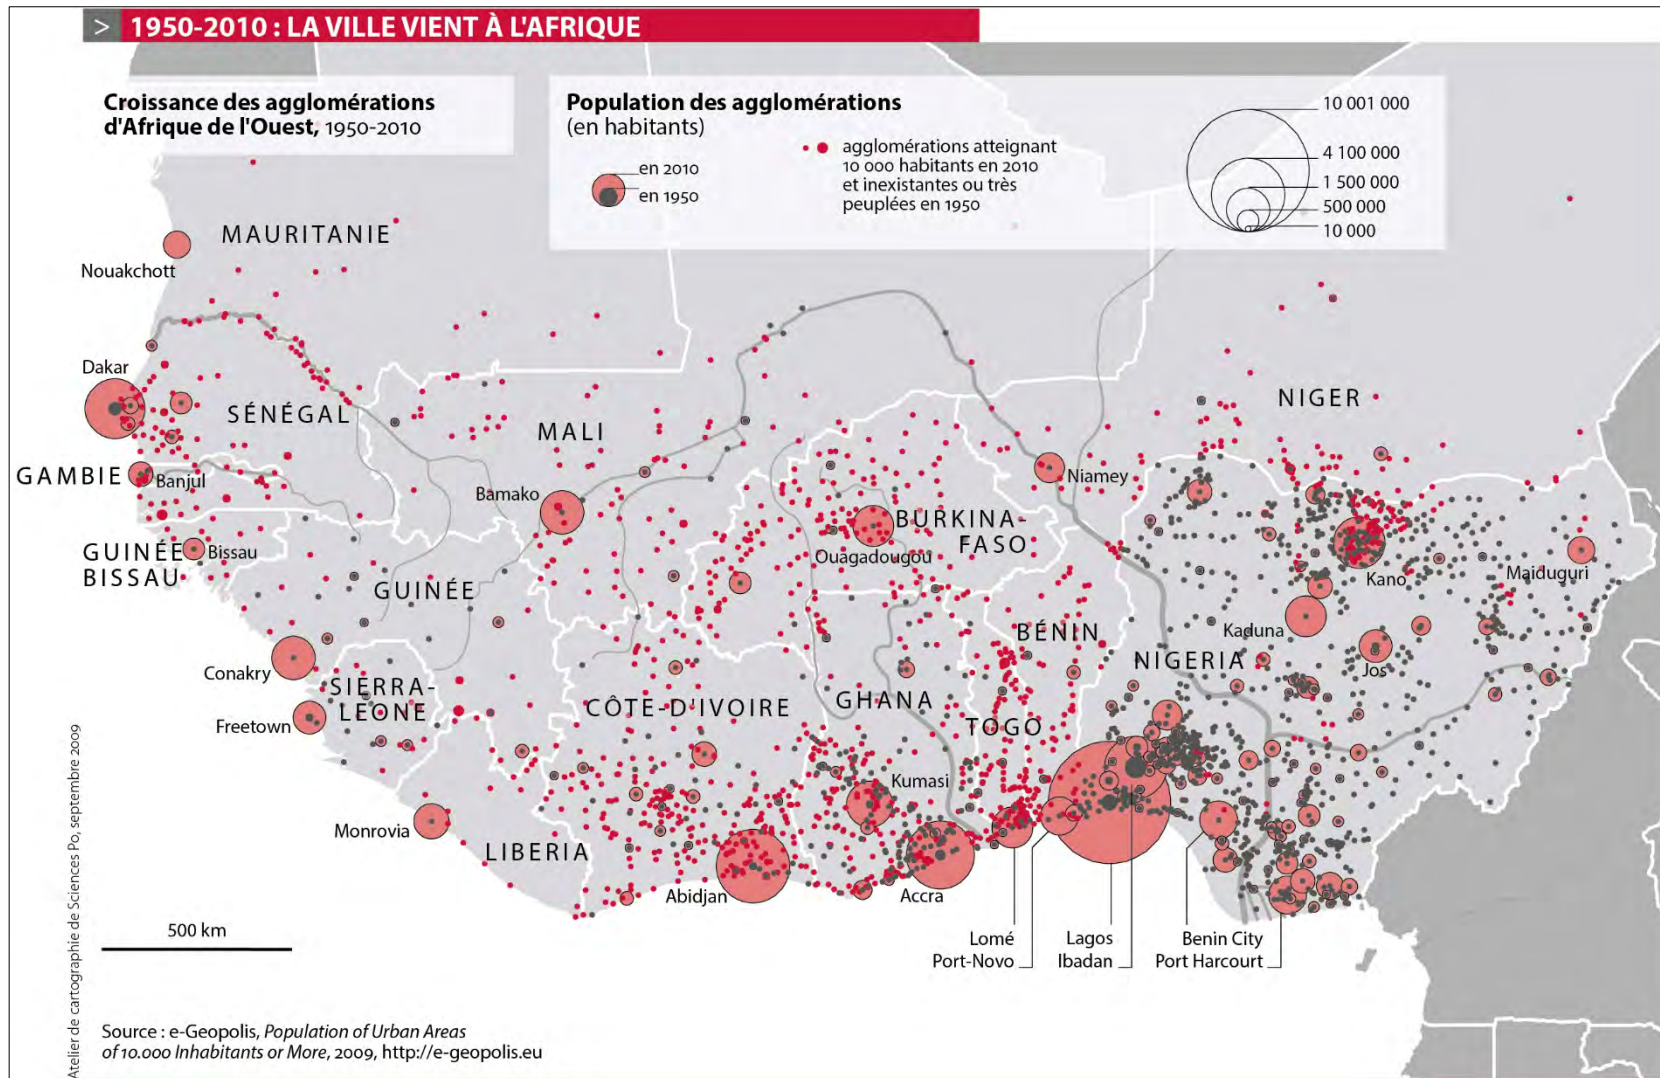 > 1950-2010 : LA VILLE VIENT À L'AFRIQUE
Croissance des agglomérations
d'Afrique de l'Ouest, 1950-2010
Population des agglomérations
(en habitants)
en 2010
en 1950
agglomérations atteignant
10 000 habitants en 2010
et inexistantes ou très
peuplées en 1950
10 001 000
4 100 000
1 500 000
500 000
10 000
MAURITANIE
Nouakchott
Dakar
SÉNÉGAL
MALI
NIGER
GAMBIE
Banjul
Bamako
Niamey
GUINÉE
BISSAU
Bissau
BURKINA-
FASO
Ouagadougou
Kano
Maiduguri
GUINÉE
Kaduna
BÉNIN
NIGERIA
Jos
Conakry
SIERRA-
LEONE
CÔTE-D'IVOIRE
GHANA
TOGO
Freetown
Kumasi
Monrovia
LIBERIA
Abidjan
Accra
500 km
Lomé
Port-Novo
Lagos
Ibadan
Benin City
Port Harcourt
Source : e-Geopolis, Population of Urban Areas
of 10.000 Inhabitants or More, 2009, http://e-geopolis.eu
Atelier de cartographie de Sciences Po, septembre 2009